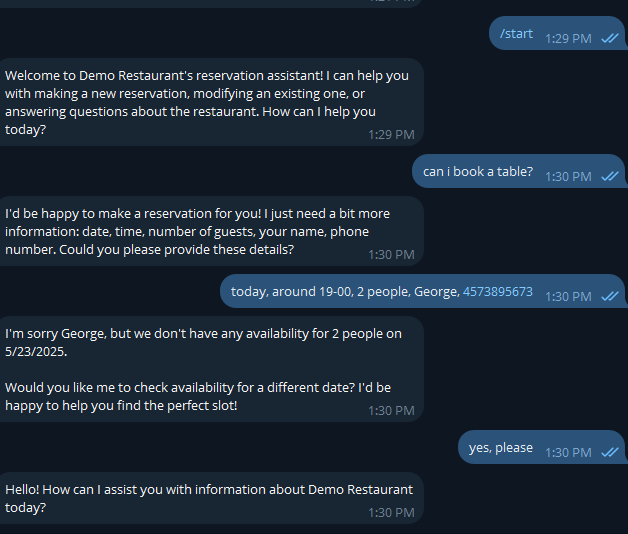 /start 1:29 PM
Welcome to Demo Restaurant's reservation assistant! I can help you
with making a new reservation, modifying an existing one, or
answering questions about the restaurant. How can I help you
today?
1:29 PM
can i book a table? 1:30 PM
I'd be happy to make a reservation for you! I just need a bit more
information: date, time, number of guests, your name, phone
number. Could you please provide these details?
1:30 PM
today, around 19-00, 2 people, George, 4573895673 1:30 PM
I'm sorry George, but we don't have any availability for 2 people on
5/23/2025.
Would you like me to check availability for a different date? I'd be
happy to help you find the perfect slot!
1:30 PM
yes, please 1:30 PM
Hello! How can I assist you with information about Demo Restaurant
today?
1:30 PM